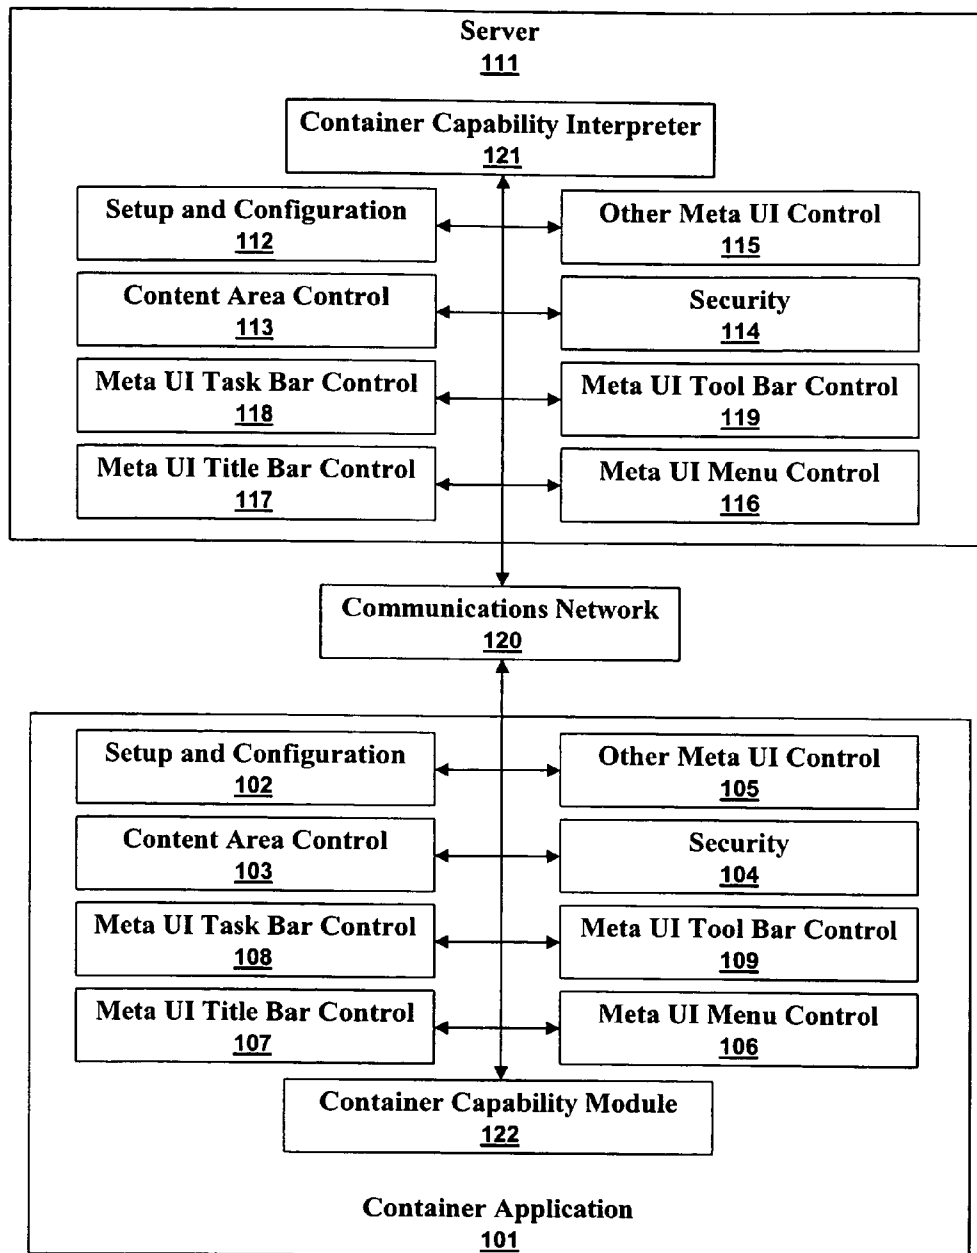 Server
111
Container Capability Interpreter
121
Setup and Configuration
112
Other Meta UI Control
115
Content Area Control
113
Security
114
Meta UI Task Bar Control
118
Meta UI Tool Bar Control
119
Meta UI Title Bar Control
117
Meta UI Menu Control
116
Communications Network
120
Setup and Configuration
102
Other Meta UI Control
105
Content Area Control
103
Security
104
Meta UI Task Bar Control
108
Meta UI Tool Bar Control
109
Meta UI Title Bar Control
107
Meta UI Menu Control
106
Container Capability Module
122
Container Application
101